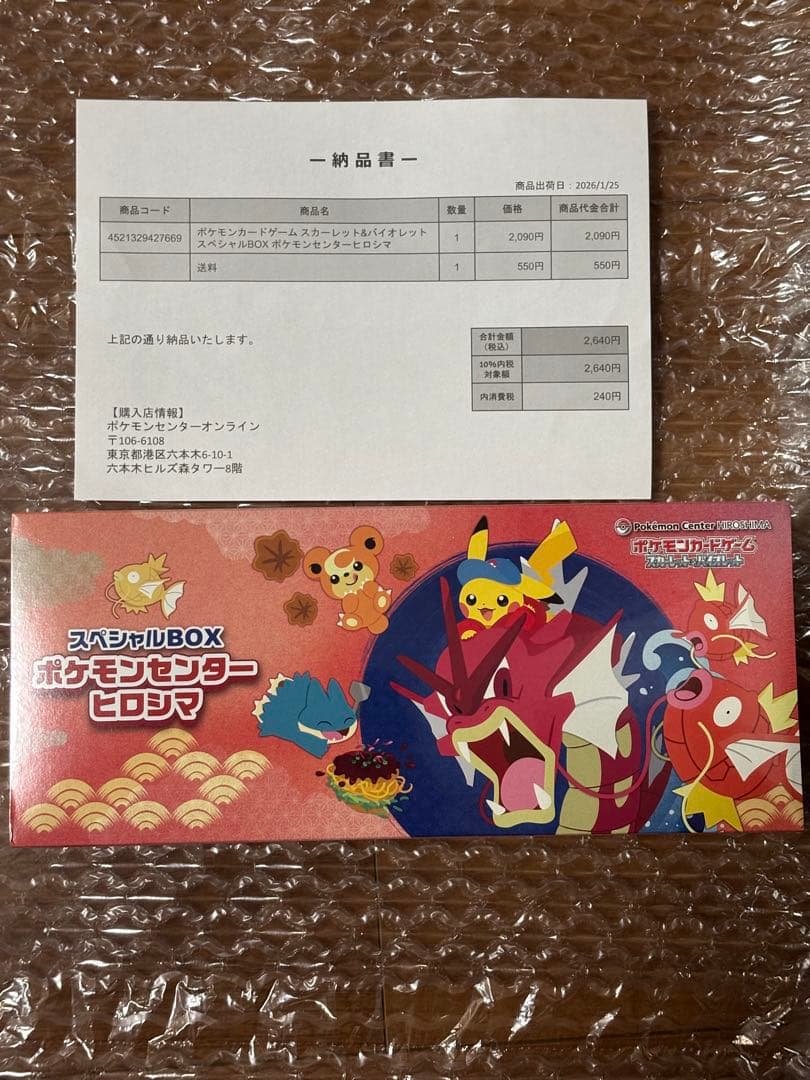 ー納品書ー
商品出荷日：2026/1/25
商品コード 商品名 数量 価格 商品代金合計
4521329427669 ポケモンカードゲーム スカーレット&バイオレット 1 2,090円 2,090円
スペシャルBOX ポケモンセンターヒロシマ
送料 1 550円 550円
上記の通り納品いたします。
合計金額
（税込） 2,640円
10%内税
対象額 2,640円
内消費税 240円
【購入店情報】
ポケモンセンターオンライン
〒106-6108
東京都港区六本木6-10-1
六本木ヒルズ森タワー8階
Pokémon Center HIROSHIMA
ポケモンカードゲーム
スカーレット&バイオレット
スペシャルBOX
ポケモンセンター
ヒロシマ